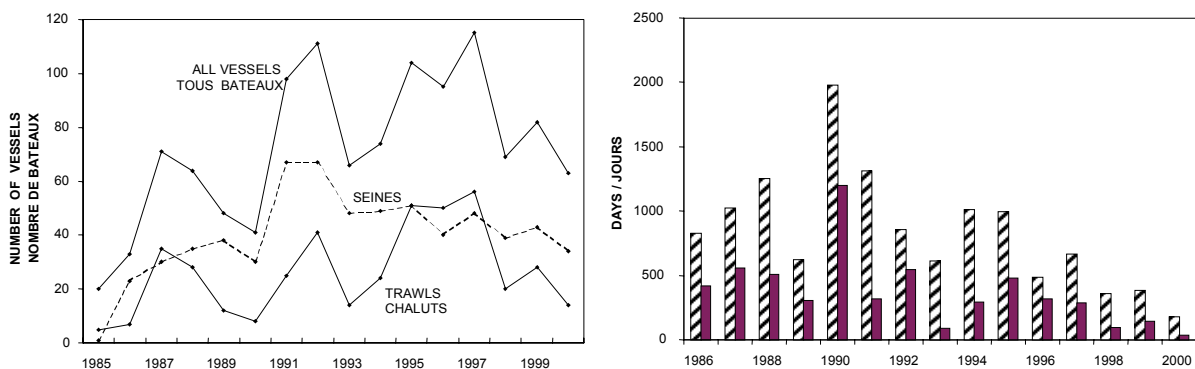 NUMBER OF VESSELS
NOMBRE DE BATEAUX
120
100
80
60
40
20
0
ALL VESSELS
TOUS BATEAUX
SEINES
TRAWLS
CHALUTS
1985 1987 1989 1991 1993 1995 1997 1999
DAYS / JOURS
2500
2000
1500
1000
500
0
1986 1988 1990 1992 1994 1996 1998 2000